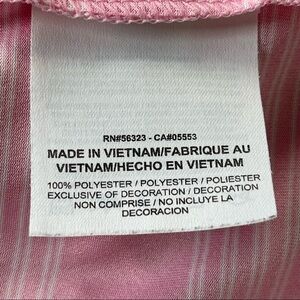 RN#56323 - CA#05553
MADE IN VIETNAM/FABRIQUE AU
VIETNAM/HECHO EN VIETNAM
100% POLYESTER / POLYESTER / POLIESTER
EXCLUSIVE OF DECORATION / DECORATION
NON COMPRISE / NO INCLUYE LA
DECORACION